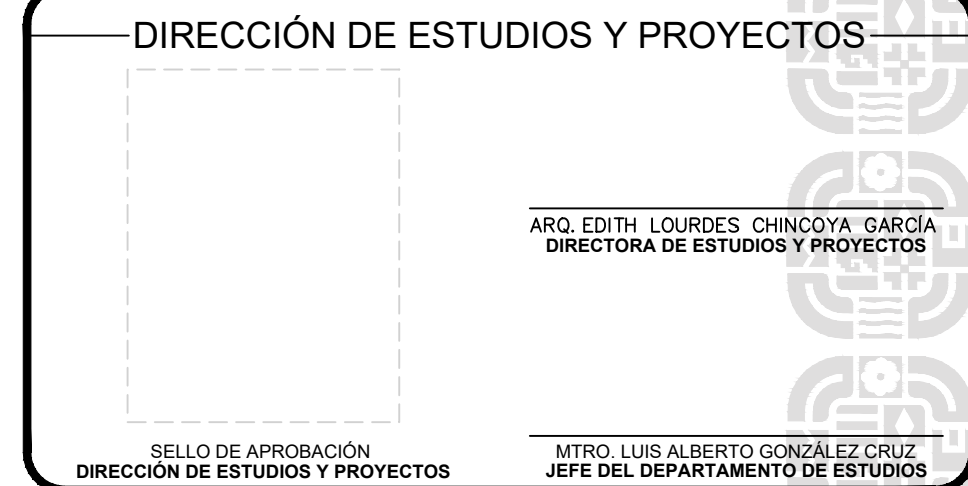 DIRECCIÓN DE ESTUDIOS Y PROYECTOS
ARQ. EDITH LOURDES CHINCOYA GARCÍA
DIRECTORA DE ESTUDIOS Y PROYECTOS
SELLO DE APROBACIÓN
DIRECCIÓN DE ESTUDIOS Y PROYECTOS
MTRO. LUIS ALBERTO GONZÁLEZ CRUZ
JEFE DEL DEPARTAMENTO DE ESTUDIOS